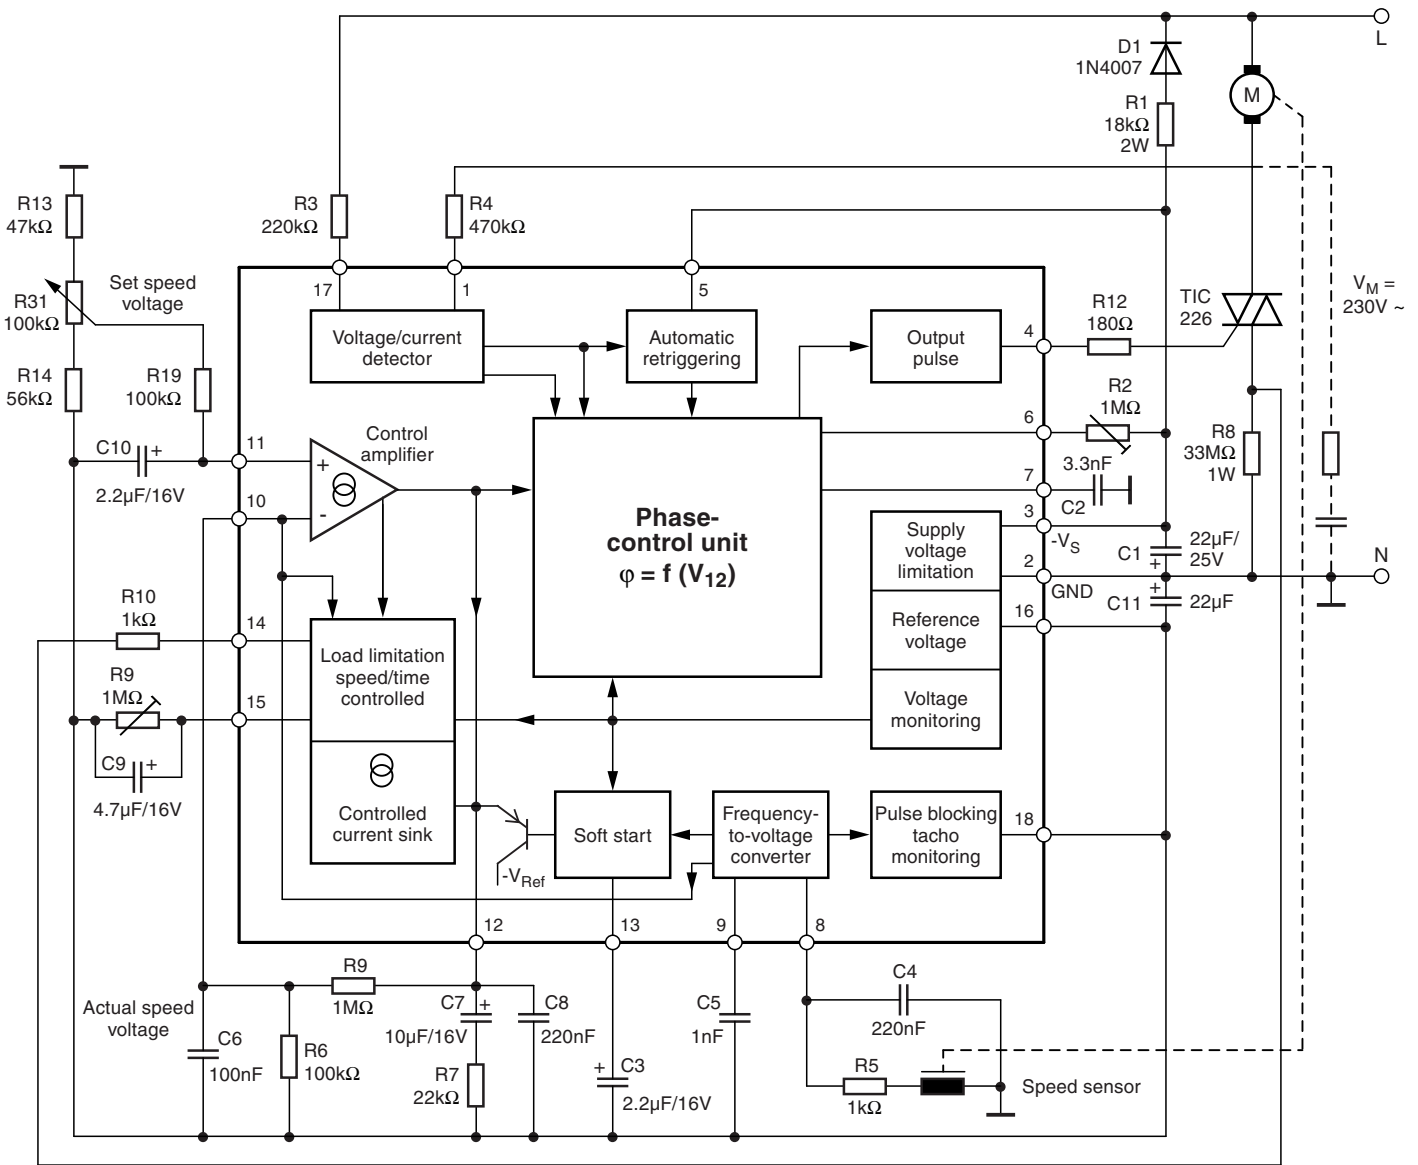 L
D1
1N4007
M
R1
18kΩ
2W
R13
47kΩ
R3
220kΩ
R4
470kΩ
Set speed
voltage
R31
100kΩ
17
1
5
Voltage/current
detector
Automatic
retriggering
Output
pulse
4
R12
180Ω
TIC
226
VM =
230V ~
R14
56kΩ
R19
100kΩ
R2
1MΩ
6
C10
+
2.2µF/16V
11
Control
amplifier
+
-
10
R8
33MΩ
1W
3.3nF
7
C2
Phase-
control unit
φ = f (V12)
Supply
voltage
limitation
3
-VS
2
GND
C1
+
22µF/
25V
N
+
C11
22µF
Reference
voltage
16
Voltage
monitoring
R10
1kΩ
14
Load limitation
speed/time
controlled
R9
1MΩ
15
C9
+
4.7µF/16V
Controlled
current sink
-VRef
Soft start
Frequency-
to-voltage
converter
Pulse blocking
tacho
monitoring
18
12
13
9
8
Actual speed
voltage
R9
1MΩ
C6
100nF
R6
100kΩ
C7
+
10µF/16V
R7
22kΩ
C8
220nF
+
C3
2.2µF/16V
C5
1nF
C4
220nF
R5
1kΩ
Speed sensor